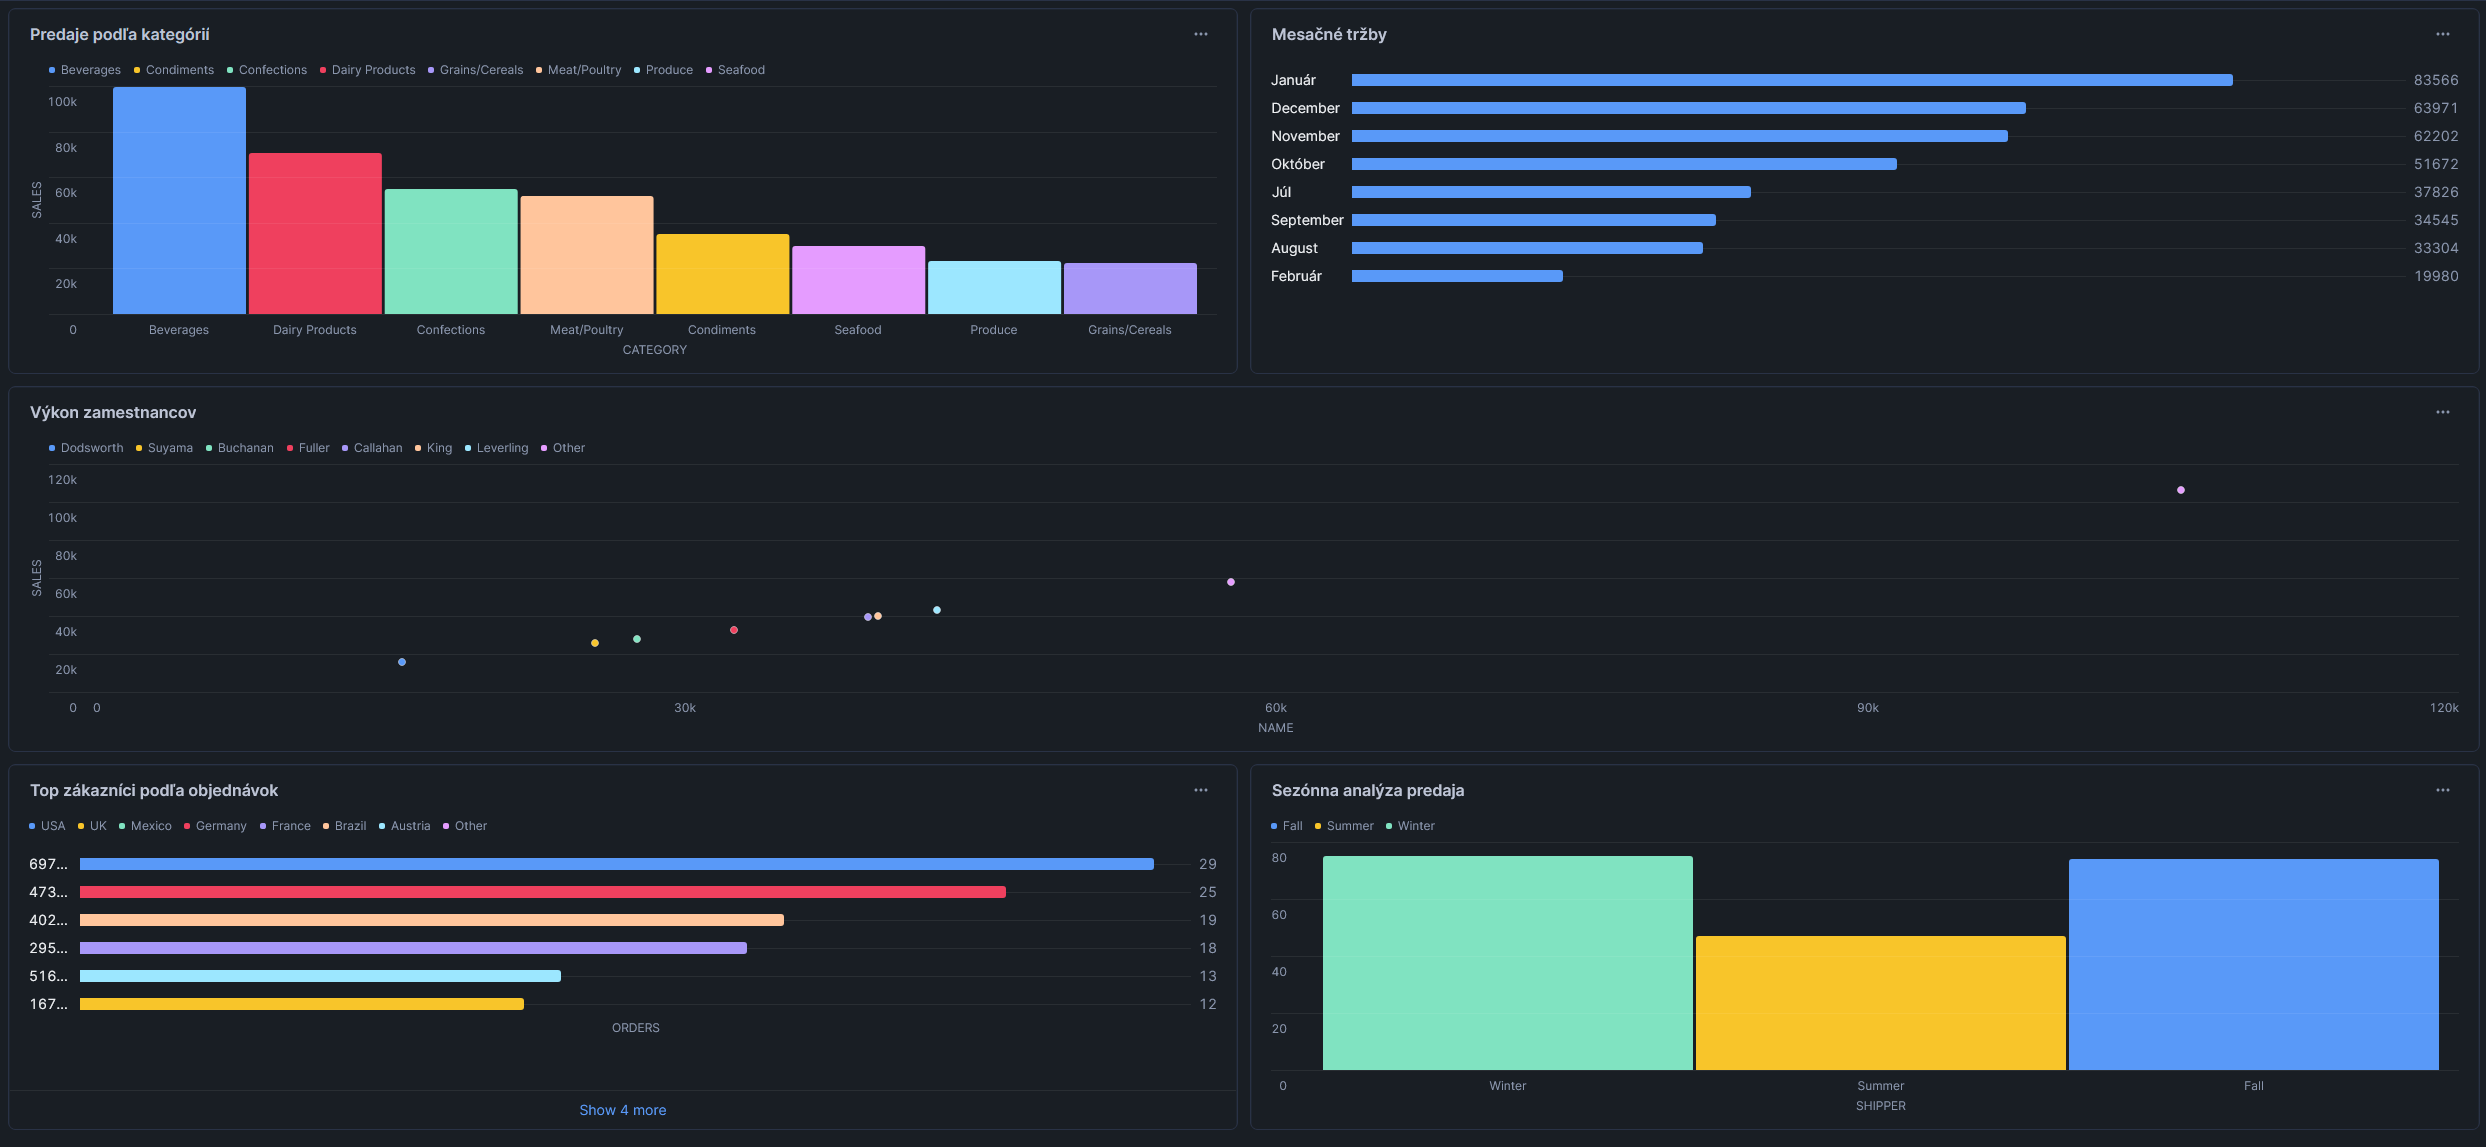 Predaje podľa kategórií
Beverages Condiments Confections Dairy Products Grains/Cereals Meat/Poultry Produce Seafood
100k
80k
60k
40k
20k
0
SALES
Beverages Dairy Products Confections Meat/Poultry Condiments Seafood Produce Grains/Cereals
CATEGORY
Mesačné tržby
Január 83566
December 63971
November 62202
Október 51672
Júl 37826
September 34545
August 33304
Február 19980
Výkon zamestnancov
Dodsworth Suyama Buchanan Fuller Callahan King Leverling Other
120k
100k
80k
60k
40k
20k
0
SALES
0 30k 60k 90k 120k
NAME
Top zákazníci podľa objednávok
USA UK Mexico Germany France Brazil Austria Other
697... 29
473... 25
402... 19
295... 18
516... 13
167... 12
ORDERS
Show 4 more
Sezónna analýza predaja
Fall Summer Winter
80
60
40
20
0
Winter Summer Fall
SHIPPER